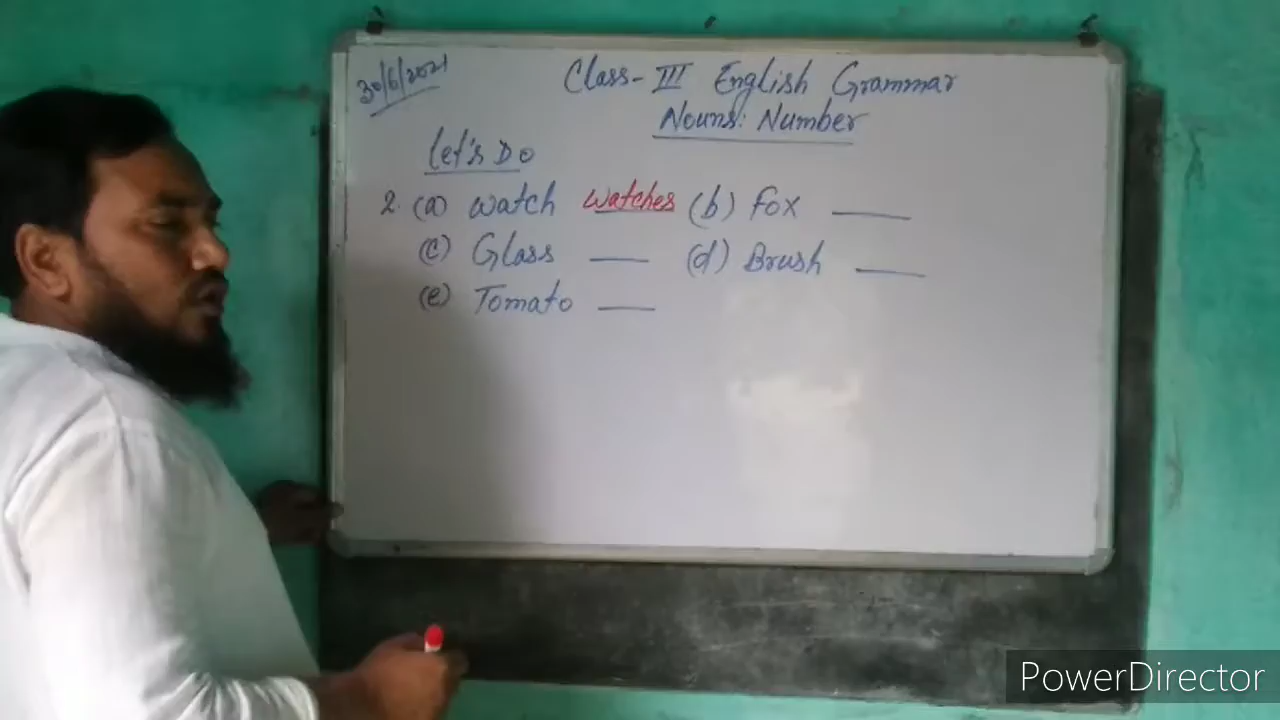 30/6/2021
Class-III English Grammar
Nouns: Number
Let's Do
2. (a) watch watches (b) Fox ____
(c) Glass ____ (d) Brush ____
(e) Tomato ____
PowerDirector